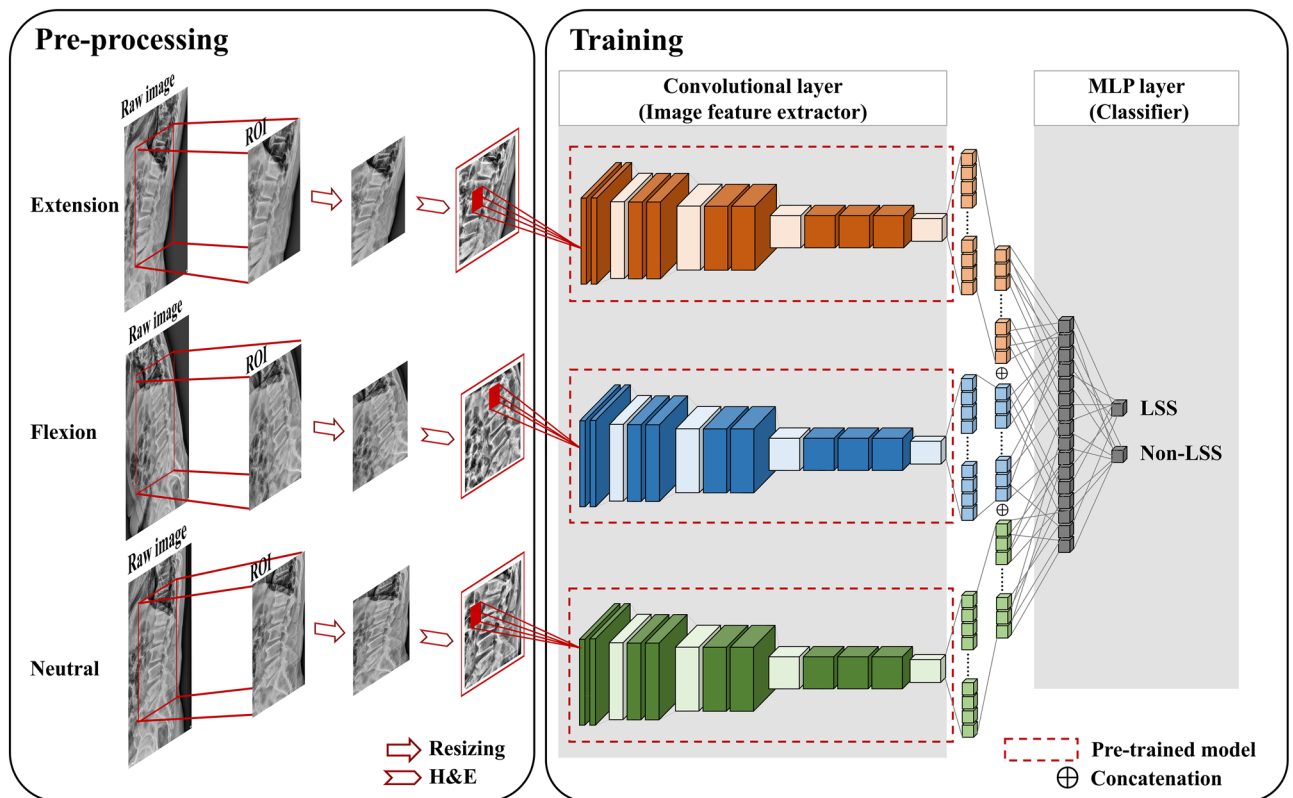 Pre-processing
Raw image
ROI
Extension
Raw image
ROI
Flexion
Raw image
ROI
Neutral
Resizing
H&E
Training
Convolutional layer
(Image feature extractor)
MLP layer
(Classifier)
LSS
Non-LSS
Pre-trained model
Concatenation